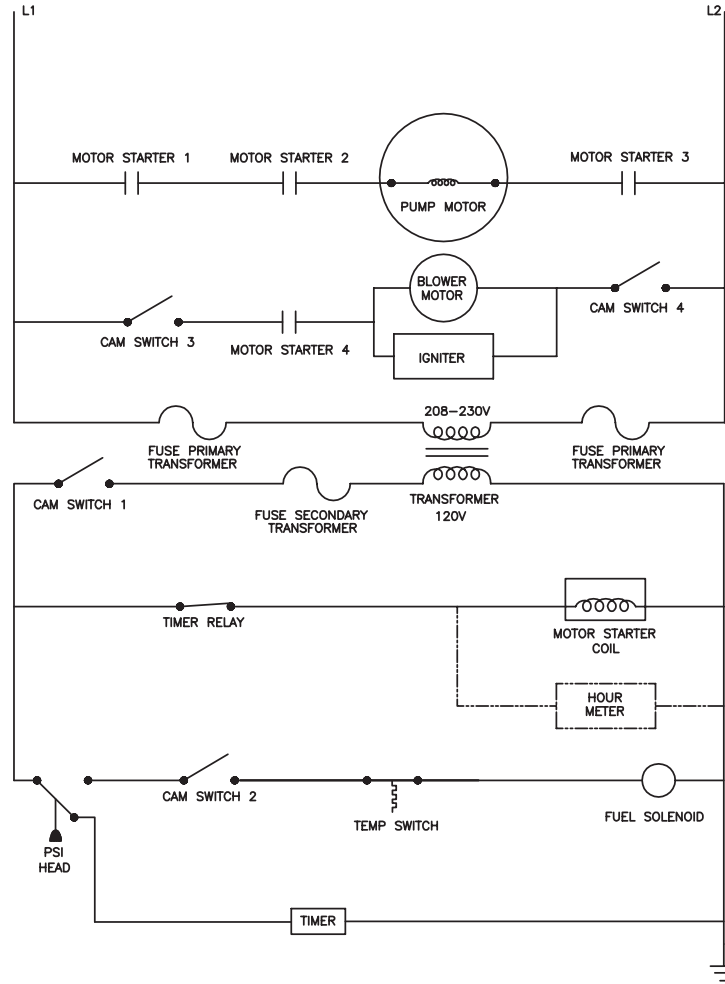 L1
L2
MOTOR STARTER 1
MOTOR STARTER 2
MOTOR STARTER 3
PUMP MOTOR
BLOWER
MOTOR
CAM SWITCH 4
CAM SWITCH 3
MOTOR STARTER 4
IGNITER
208-230V
FUSE PRIMARY
TRANSFORMER
FUSE PRIMARY
TRANSFORMER
CAM SWITCH 1
FUSE SECONDARY
TRANSFORMER
TRANSFORMER
120V
TIMER RELAY
MOTOR STARTER
COIL
HOUR
METER
CAM SWITCH 2
TEMP SWITCH
FUEL SOLENOID
PSI
HEAD
TIMER